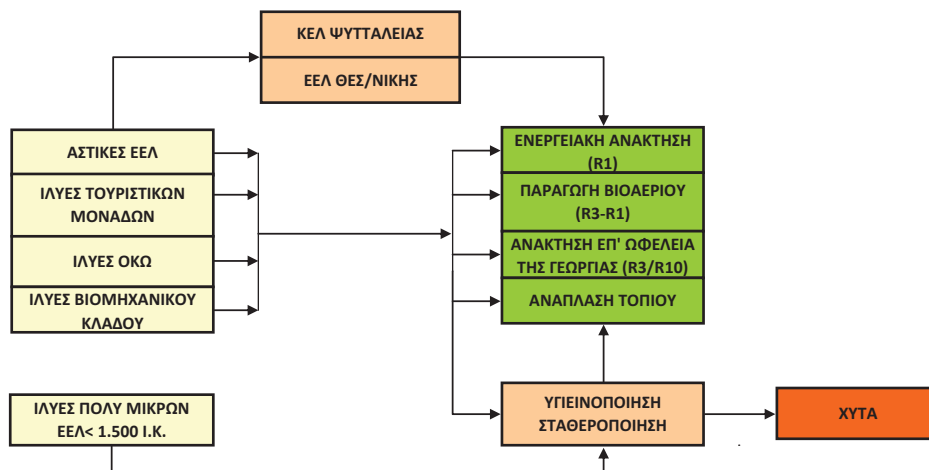 ΚΕΛ ΨΥΤΤΑΛΕΙΑΣ
ΕΕΛ ΘΕΣ/ΝΙΚΗΣ
ΑΣΤΙΚΕΣ ΕΕΛ
ΙΛΥΕΣ ΤΟΥΡΙΣΤΙΚΩΝ
ΜΟΝΑΔΩΝ
ΙΛΥΕΣ ΟΚΩ
ΙΛΥΕΣ ΒΙΟΜΗΧΑΝΙΚΟΥ
ΚΛΑΔΟΥ
ΕΝΕΡΓΕΙΑΚΗ ΑΝΑΚΤΗΣΗ
(R1)
ΠΑΡΑΓΩΓΗ ΒΙΟΑΕΡΙΟΥ
(R3-R1)
ΑΝΑΚΤΗΣΗ ΕΠ' ΩΦΕΛΕΙΑ
ΤΗΣ ΓΕΩΡΓΙΑΣ (R3/R10)
ΑΝΑΠΛΑΣΗ ΤΟΠΙΟΥ
ΙΛΥΕΣ ΠΟΛΥ ΜΙΚΡΩΝ
ΕΕΛ< 1.500 Ι.Κ.
ΥΓΙΕΙΝΟΠΟΙΗΣΗ
ΣΤΑΘΕΡΟΠΟΙΗΣΗ
ΧΥΤΑ